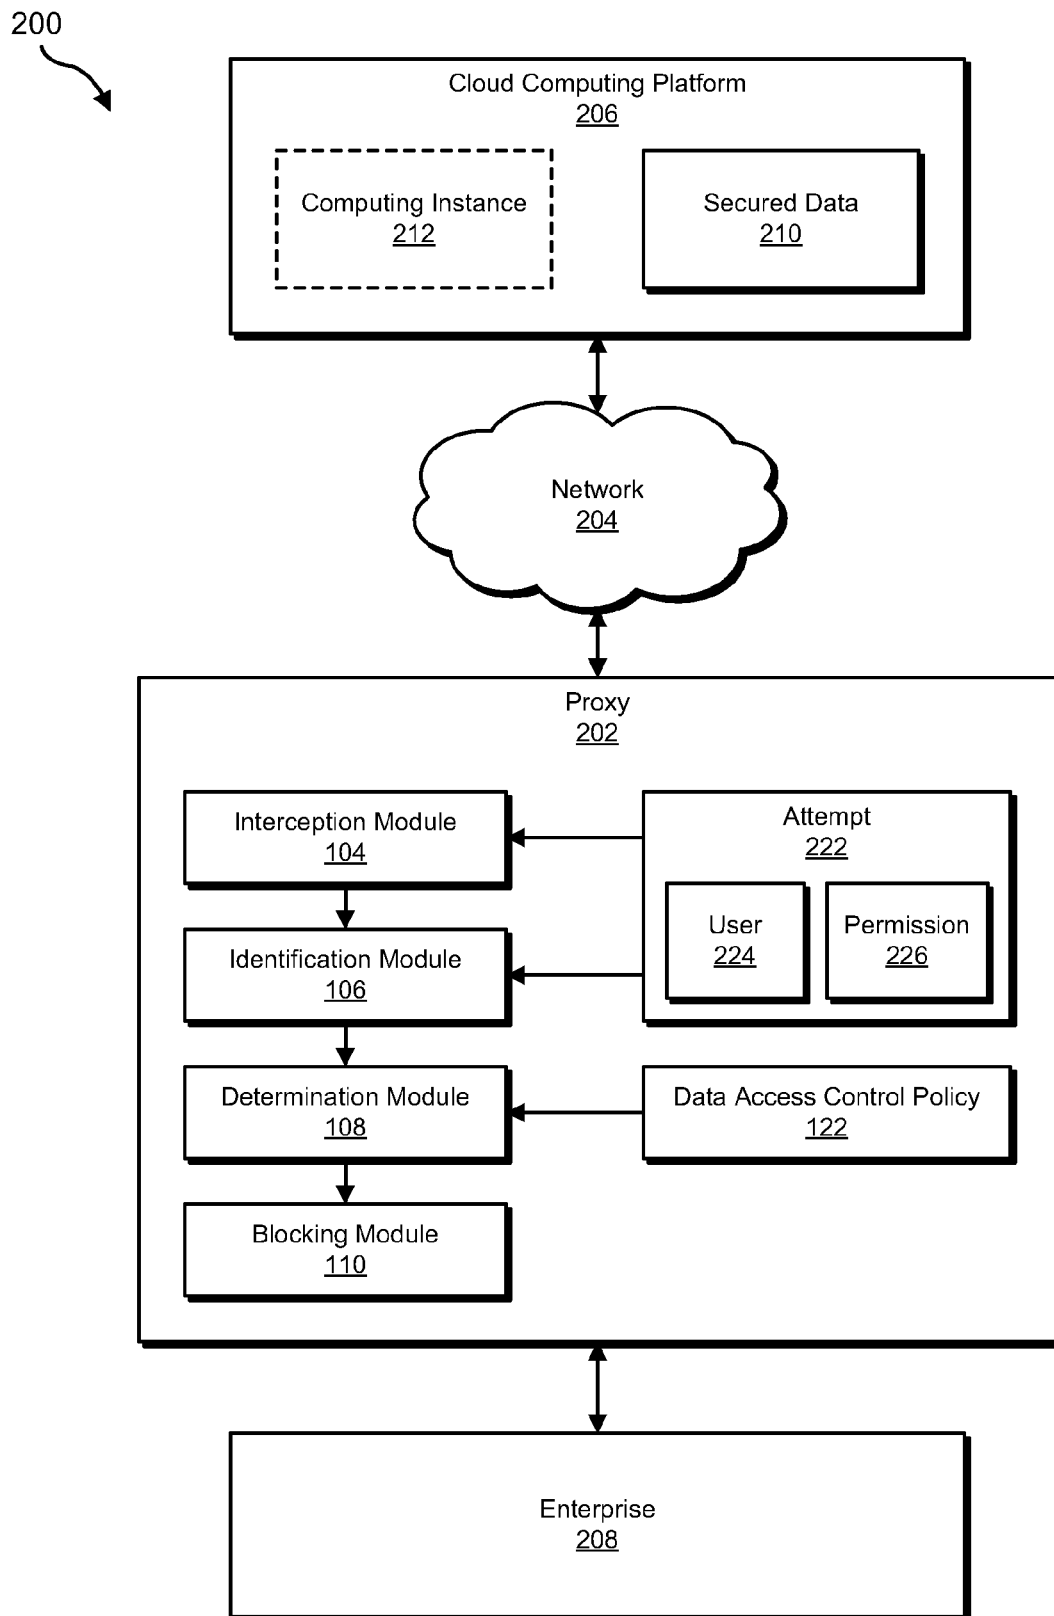 200
Cloud Computing Platform
206
Computing Instance
212
Secured Data
210
Network
204
Proxy
202
Interception Module
104
Attempt
222
User
224
Permission
226
Identification Module
106
Determination Module
108
Data Access Control Policy
122
Blocking Module
110
Enterprise
208